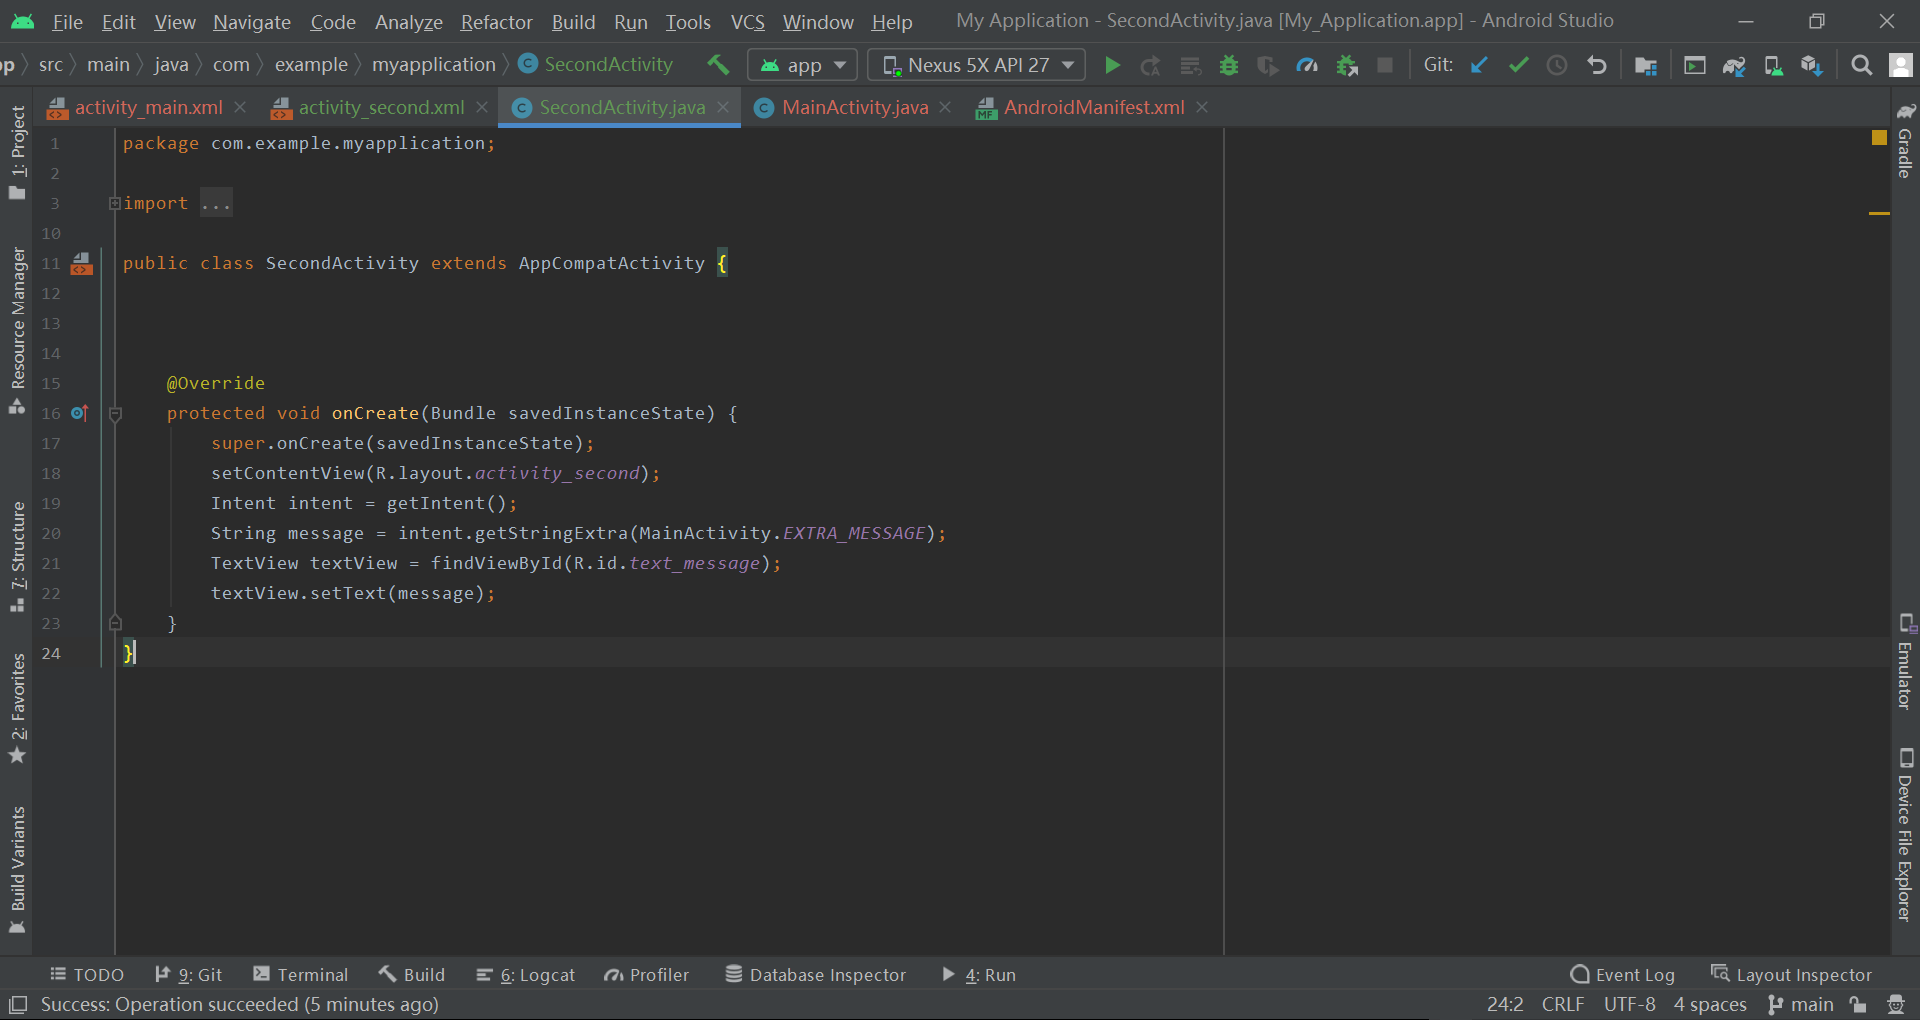 File Edit View Navigate Code Analyze Refactor Build Run Tools VCS Window Help My Application - SecondActivity.java [My_Application.app] - Android Studio
pp src main java com example myapplication SecondActivity app Nexus 5X API 27 Git:
activity_main.xml activity_second.xml SecondActivity.java MainActivity.java AndroidManifest.xml
1 package com.example.myapplication;
2
3 import ...
10
11 public class SecondActivity extends AppCompatActivity {
12
13
14
15 @Override
16 protected void onCreate(Bundle savedInstanceState) {
17 super.onCreate(savedInstanceState);
18 setContentView(R.layout.activity_second);
19 Intent intent = getIntent();
20 String message = intent.getStringExtra(MainActivity.EXTRA_MESSAGE);
21 TextView textView = findViewById(R.id.text_message);
22 textView.setText(message);
23 }
24 }
1: Project
Resource Manager
7: Structure
2: Favorites
Build Variants
Gradle
Emulator
Device File Explorer
TODO 9: Git Terminal Build 6: Logcat Profiler Database Inspector 4: Run Event Log Layout Inspector
Success: Operation succeeded (5 minutes ago) 24:2 CRLF UTF-8 4 spaces main